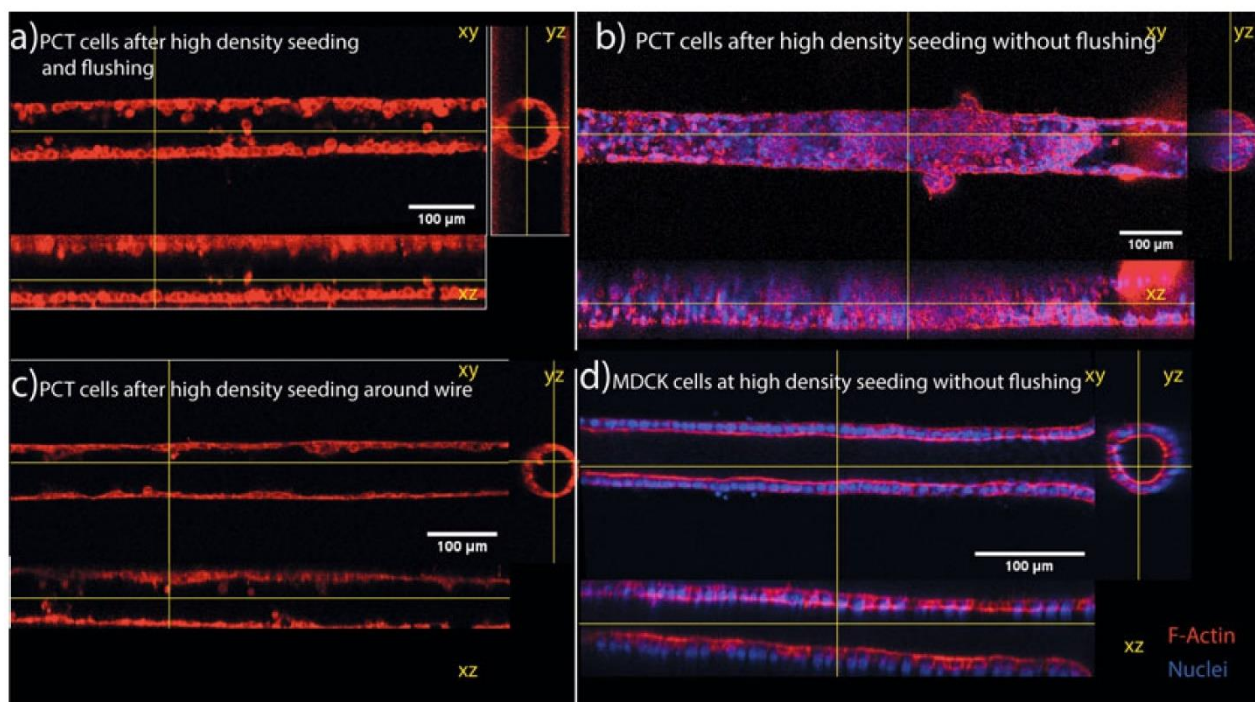 a) PCT cells after high density seeding
and flushing
xy
yz
100 μm
xz
b) PCT cells after high density seeding without flushing
xy
yz
100 μm
xz
c) PCT cells after high density seeding around wire
xy
yz
100 μm
xz
d) MDCK cells at high density seeding without flushing
xy
yz
100 μm
xz
F-Actin
Nuclei